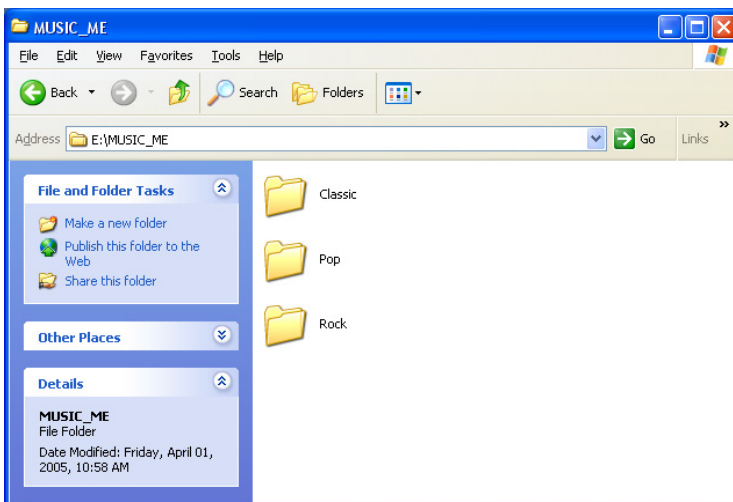 MUSIC_ME
File Edit View Favorites Tools Help
Back Search Folders
Address E:\MUSIC_ME Go Links »
File and Folder Tasks
Make a new folder
Publish this folder to the
Web
Share this folder
Other Places
Details
MUSIC_ME
File Folder
Date Modified: Friday, April 01,
2005, 10:58 AM
Classic
Pop
Rock